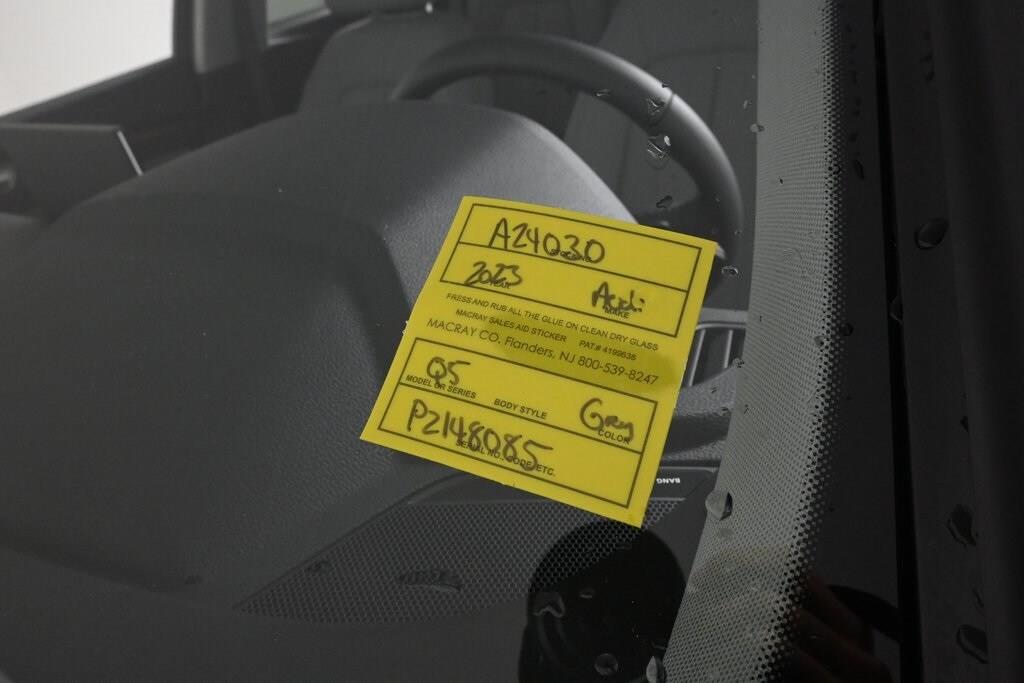 A24030
2023 Audi
YEAR MAKE
PRESS AND RUB ALL THE GLUE ON CLEAN DRY GLASS
MACRAY SALES AID STICKER PAT.# 4199636
MACRAY CO. Flanders, NJ 800-539-8247
Q5 Grey
MODEL OR SERIES BODY STYLE COLOR
P2148085
SERIAL NO., CODE, ETC.
BANG